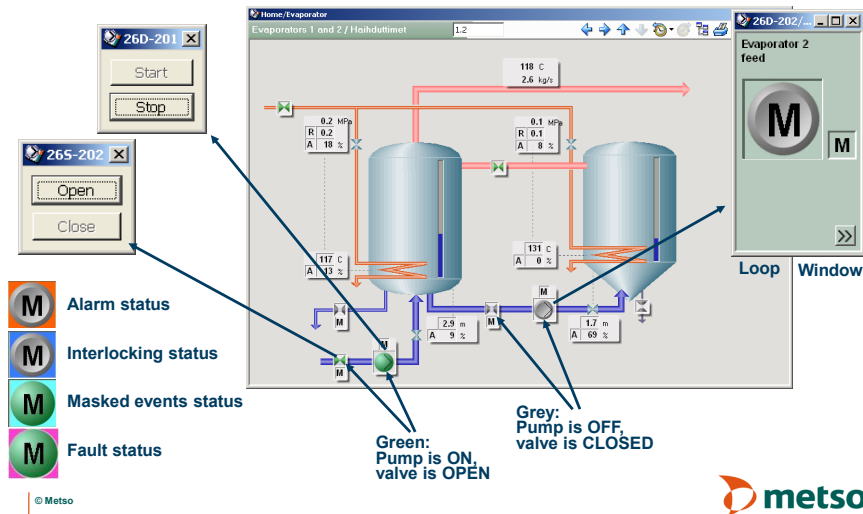 26D-201
Start
Stop
26S-202
Open
Close
Home/Evaporator
Evaporators 1 and 2 / Haihduttimet
1.2
118 C
2.6 kg/s
0.2 MPa
R 0.2
A 18 %
0.1 MPa
R 0.1
A 8 %
117 C
A 13 %
131 C
A 0 %
M
M
M
M
2.9 m
A 9 %
1.7 m
A 69 %
M
M
26D-202/...
Evaporator 2
feed
M
M
>>
Loop Window
M Alarm status
M Interlocking status
M Masked events status
M Fault status
Green:
Pump is ON,
valve is OPEN
Grey:
Pump is OFF,
valve is CLOSED
© Metso
metso